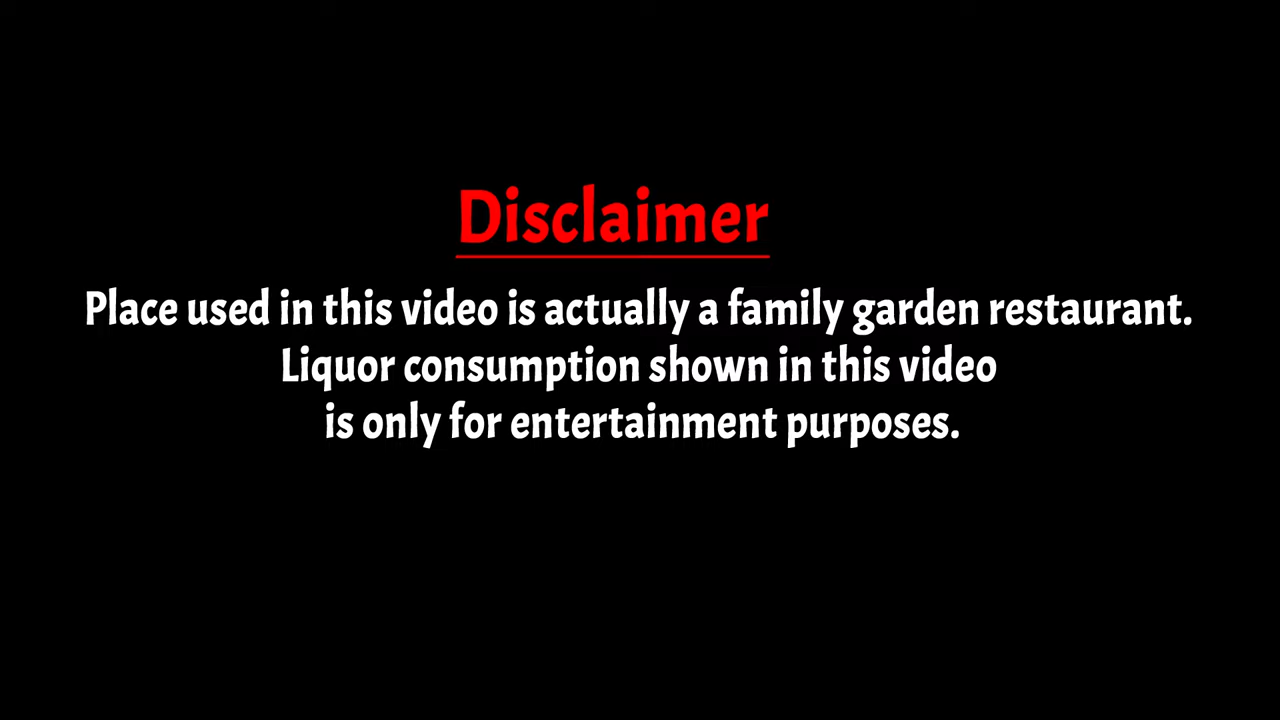 Disclaimer
Place used in this video is actually a family garden restaurant.
Liquor consumption shown in this video
is only for entertainment purposes.